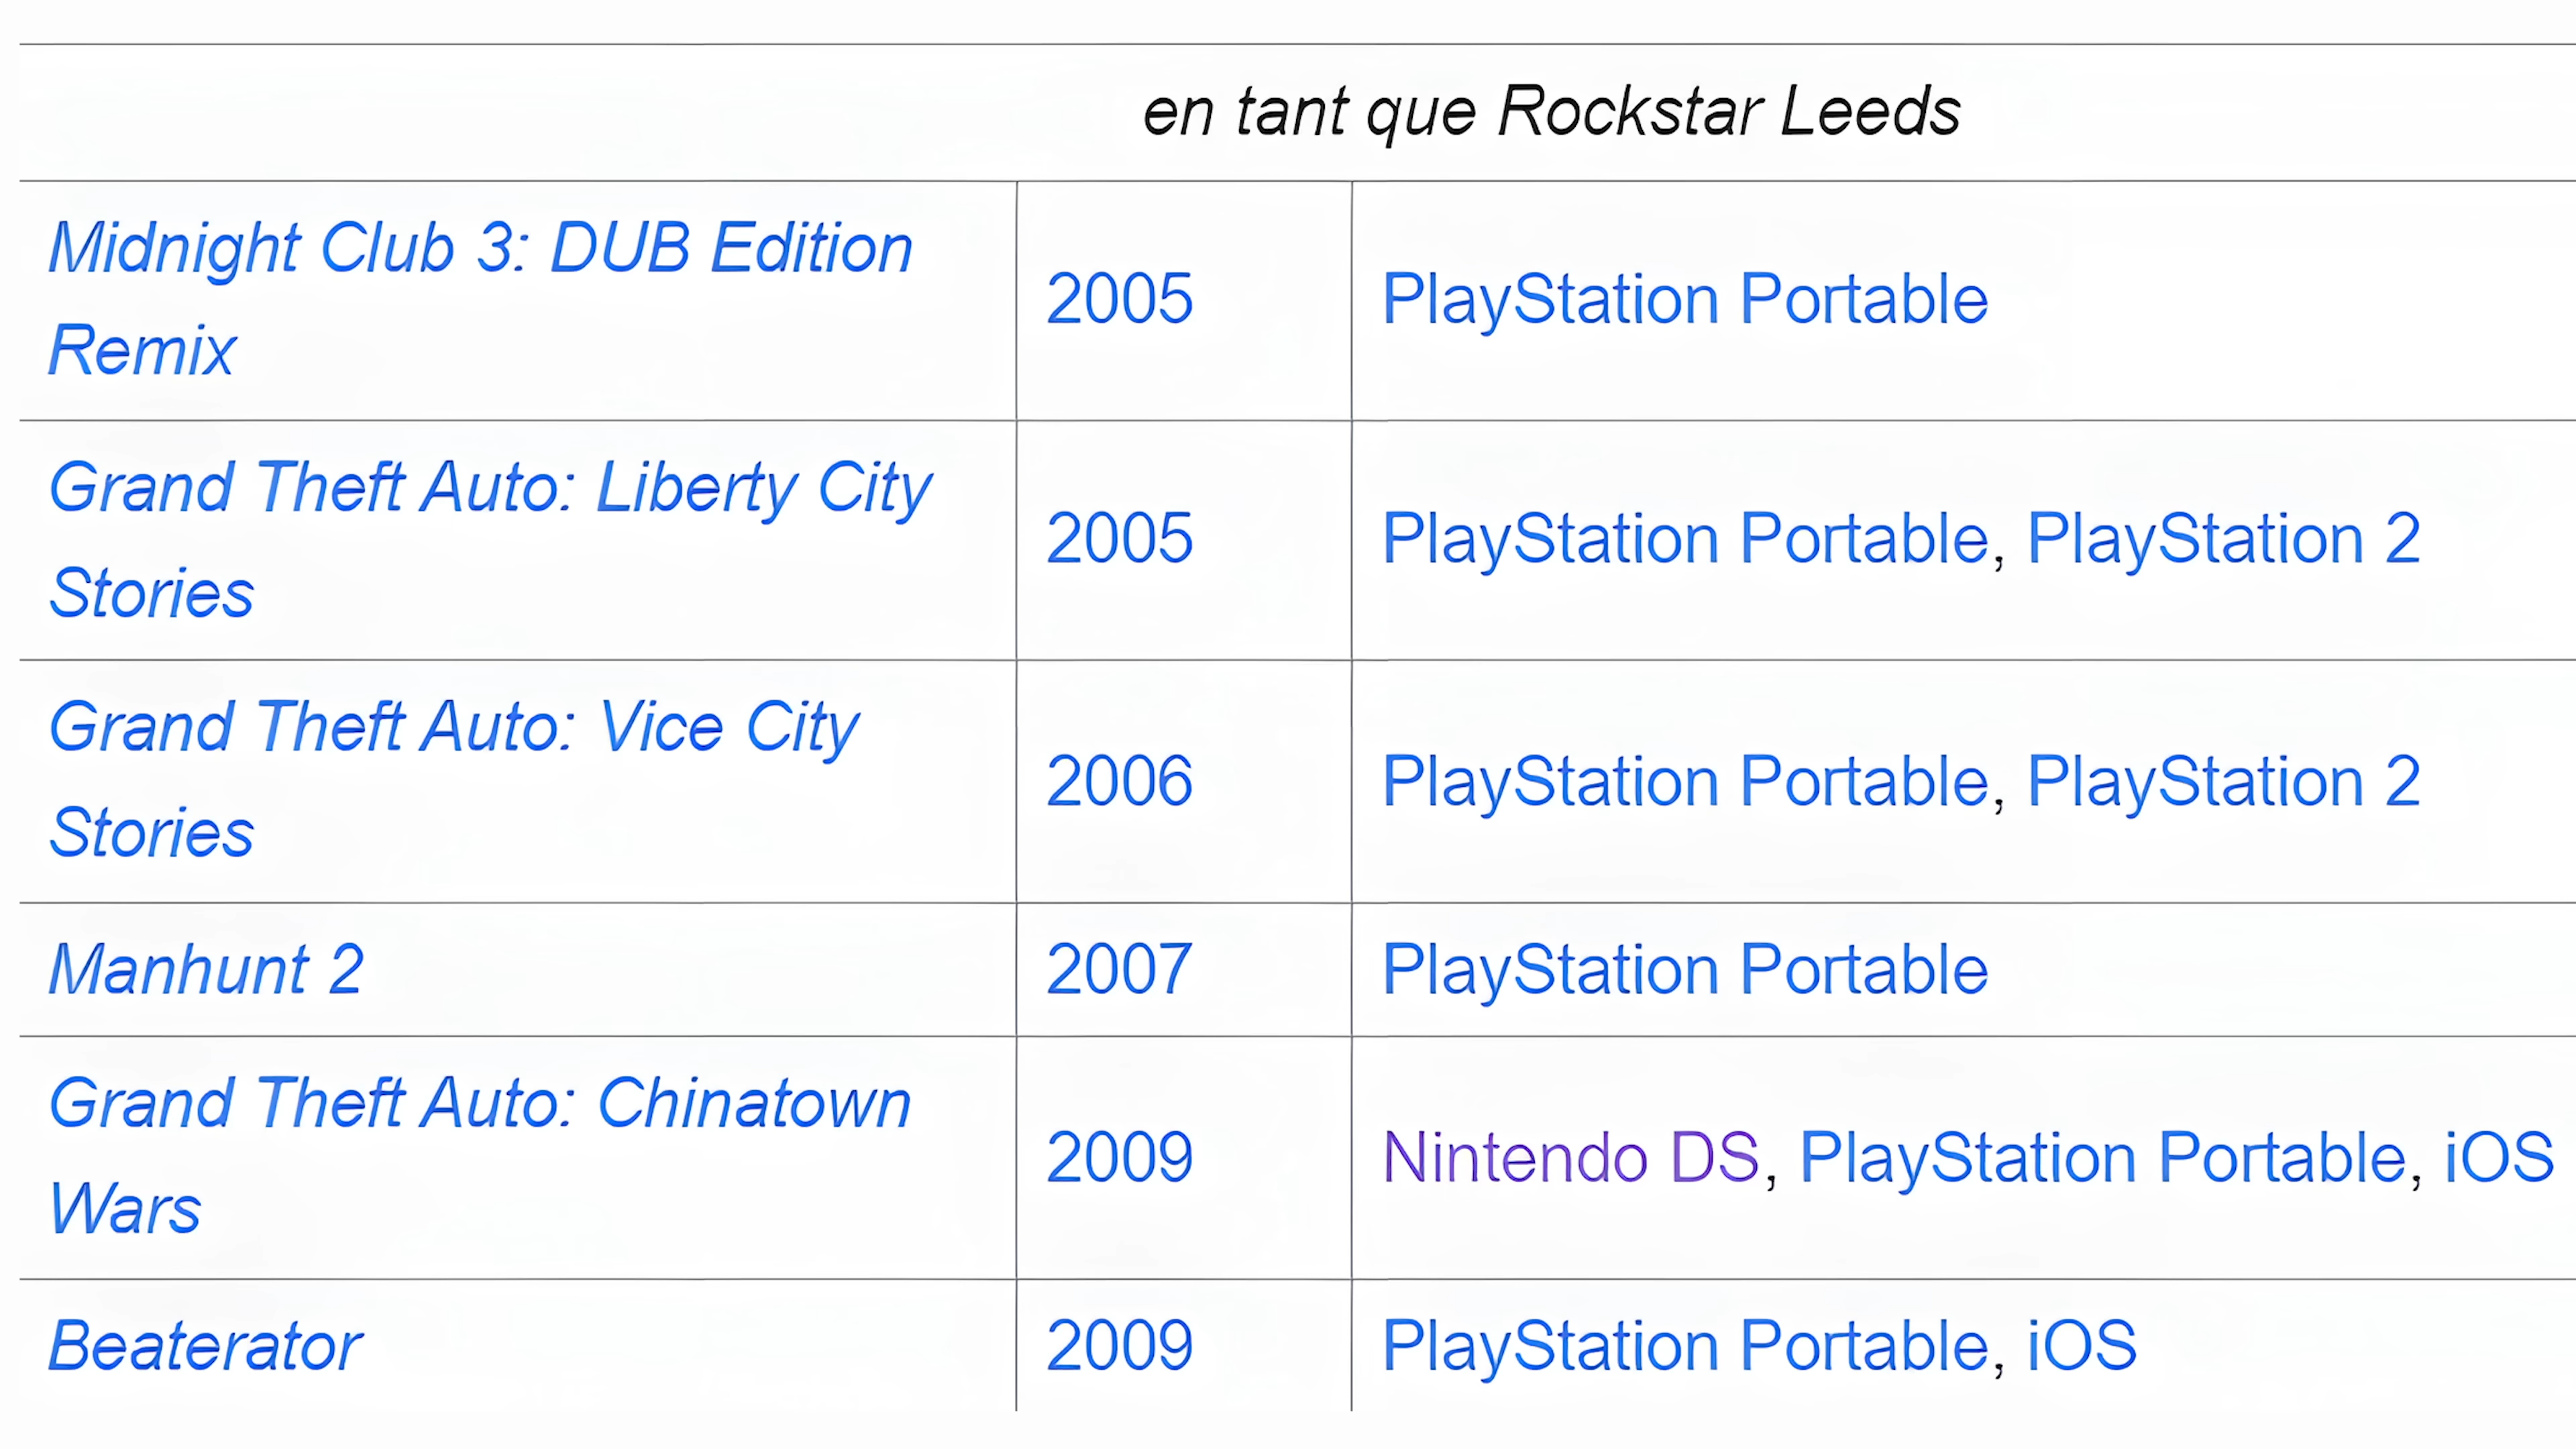 en tant que Rockstar Leeds
Midnight Club 3: DUB Edition
Remix
2005
PlayStation Portable
Grand Theft Auto: Liberty City
Stories
2005
PlayStation Portable, PlayStation 2
Grand Theft Auto: Vice City
Stories
2006
PlayStation Portable, PlayStation 2
Manhunt 2
2007
PlayStation Portable
Grand Theft Auto: Chinatown
Wars
2009
Nintendo DS, PlayStation Portable, iOS
Beaterator
2009
PlayStation Portable, iOS